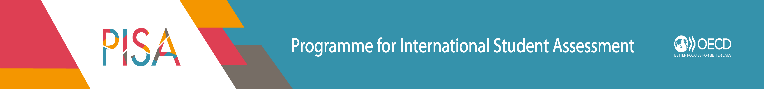 PISA
Programme for International Student Assessment
OECD